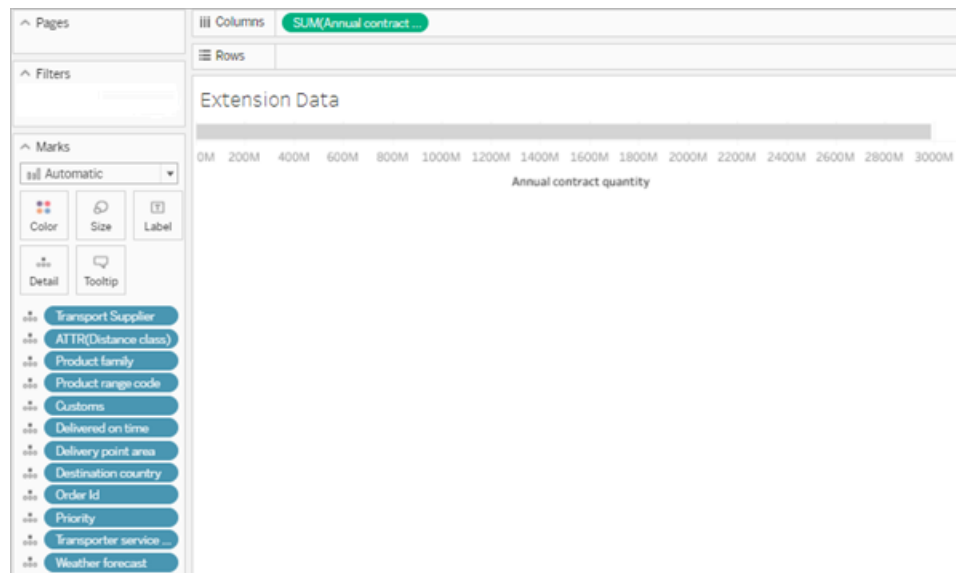 Pages
Columns
SUM(Annual contract ...
Rows
Filters
Extension Data
Marks
Automatic
0M 200M 400M 600M 800M 1000M 1200M 1400M 1600M 1800M 2000M 2200M 2400M 2600M 2800M 3000M
Annual contract quantity
Color Size Label
Detail Tooltip
Transport Supplier
ATTR(Distance class)
Product family
Product range code
Customs
Delivered on time
Delivery point area
Destination country
Order Id
Priority
Transporter service ...
Weather forecast